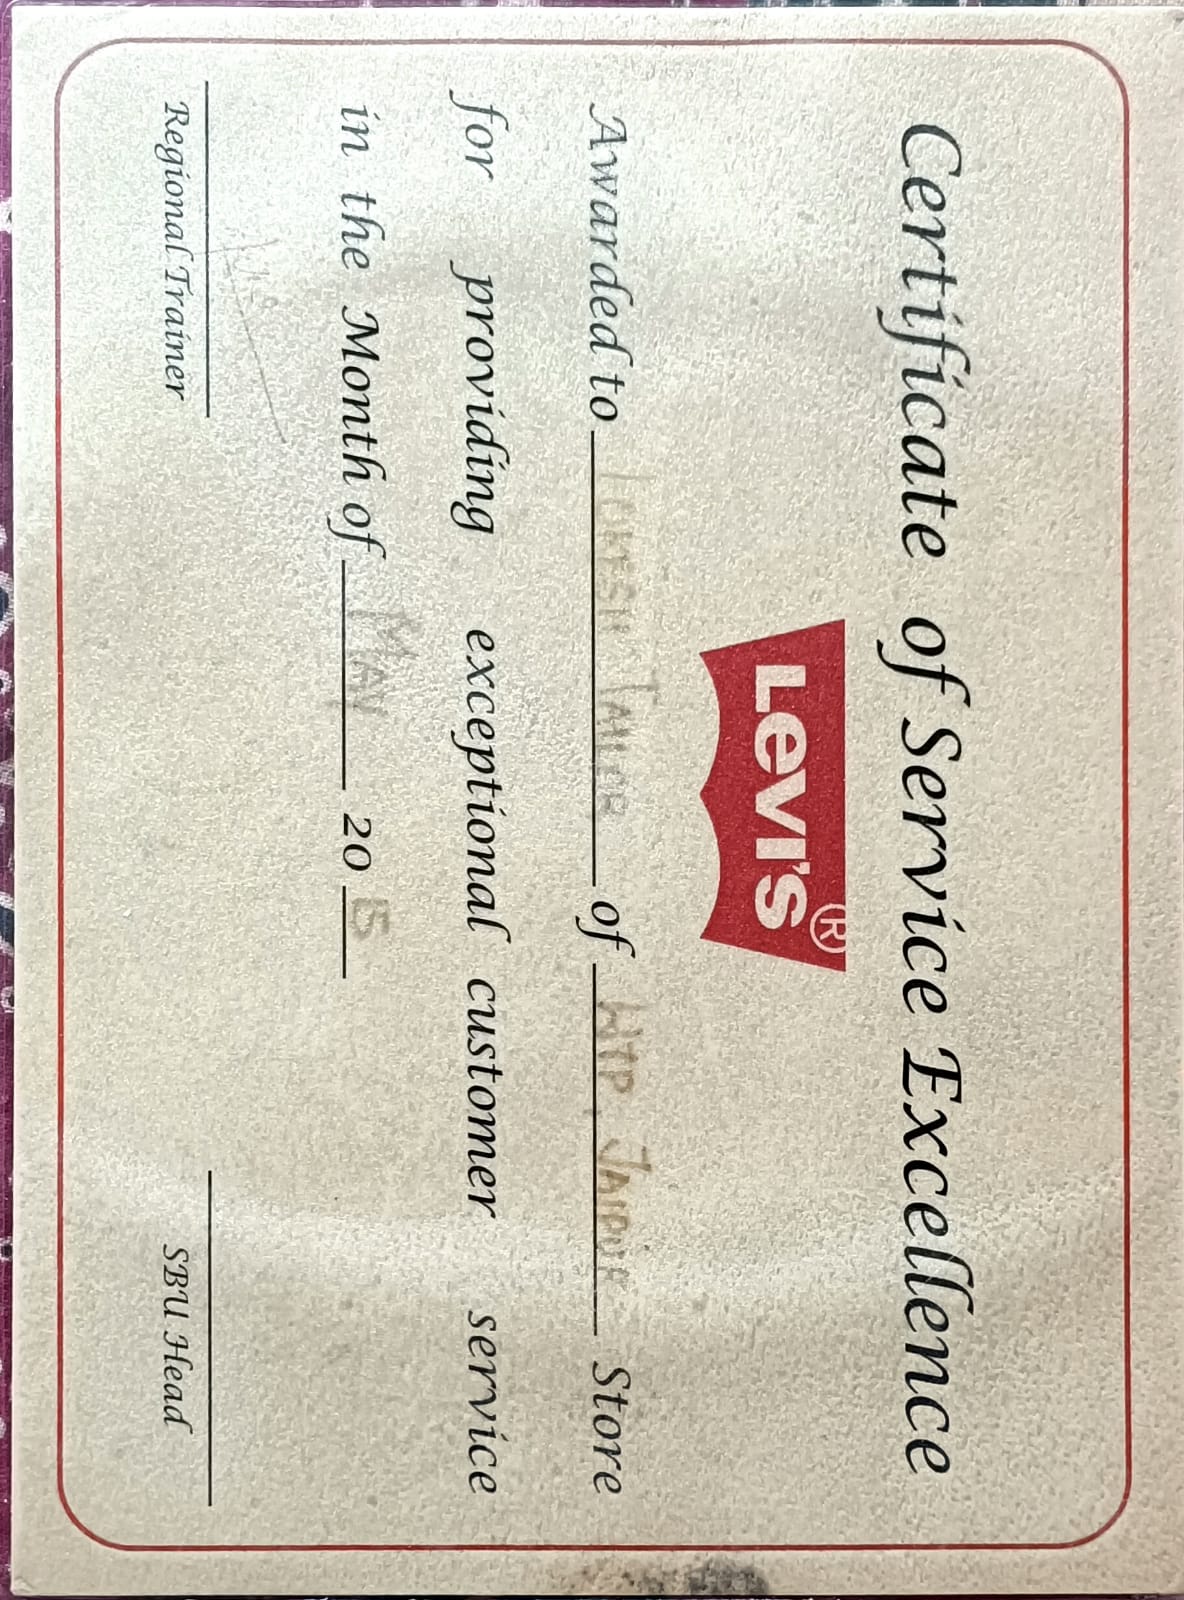 Certificate of Service Excellence
LEVI'S®
Awarded to LOKESH TAILOR of WTP, JAIPUR Store
for providing exceptional customer service
in the Month of MAY 20 15
Regional Trainer
SBU Head